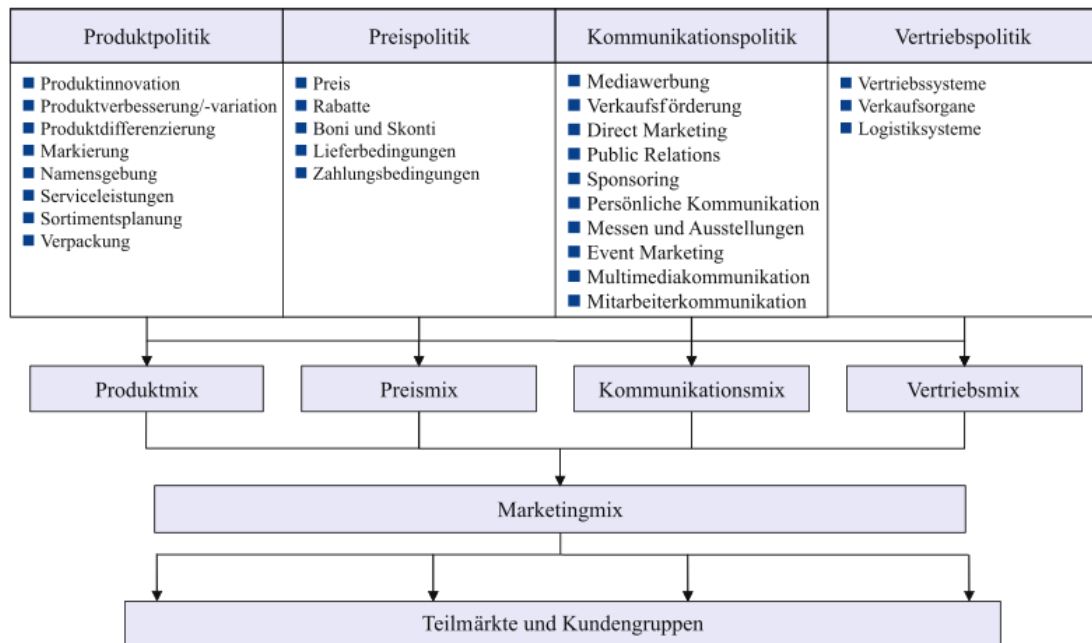 Produktpolitik
Produktinnovation
Produktverbesserung/-variation
Produktdifferenzierung
Markierung
Namensgebung
Serviceleistungen
Sortimentsplanung
Verpackung
Preispolitik
Preis
Rabatte
Boni und Skonti
Lieferbedingungen
Zahlungsbedingungen
Kommunikationspolitik
Mediawerbung
Verkaufsförderung
Direct Marketing
Public Relations
Sponsoring
Persönliche Kommunikation
Messen und Ausstellungen
Event Marketing
Multimediakommunikation
Mitarbeiterkommunikation
Vertriebspolitik
Vertriebssysteme
Verkaufsorgane
Logistiksysteme
Produktmix
Preismix
Kommunikationsmix
Vertriebsmix
Marketingmix
Teilmärkte und Kundengruppen